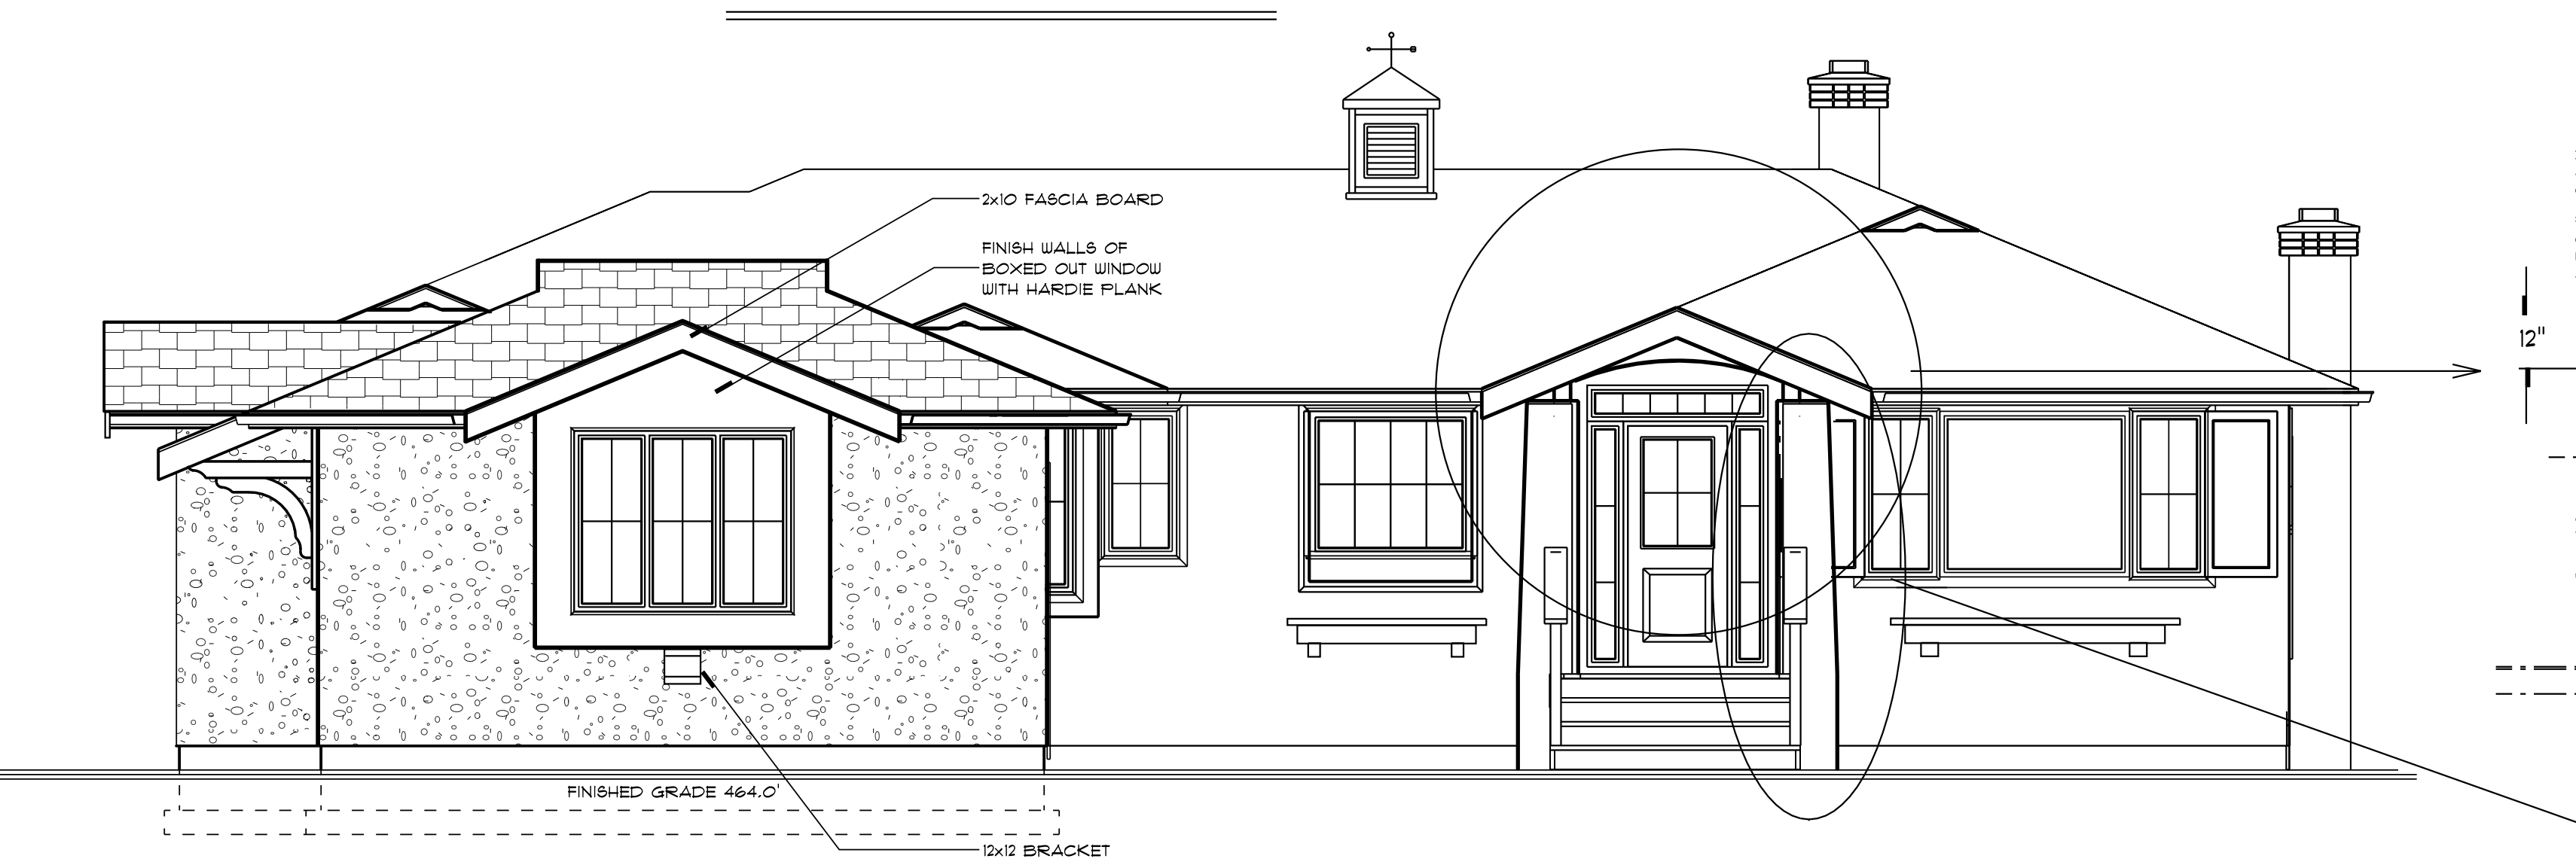 2x10 FASCIA BOARD
FINISH WALLS OF
BOXED OUT WINDOW
WITH HARDIE PLANK
12"
FINISHED GRADE 464.0'
12x12 BRACKET